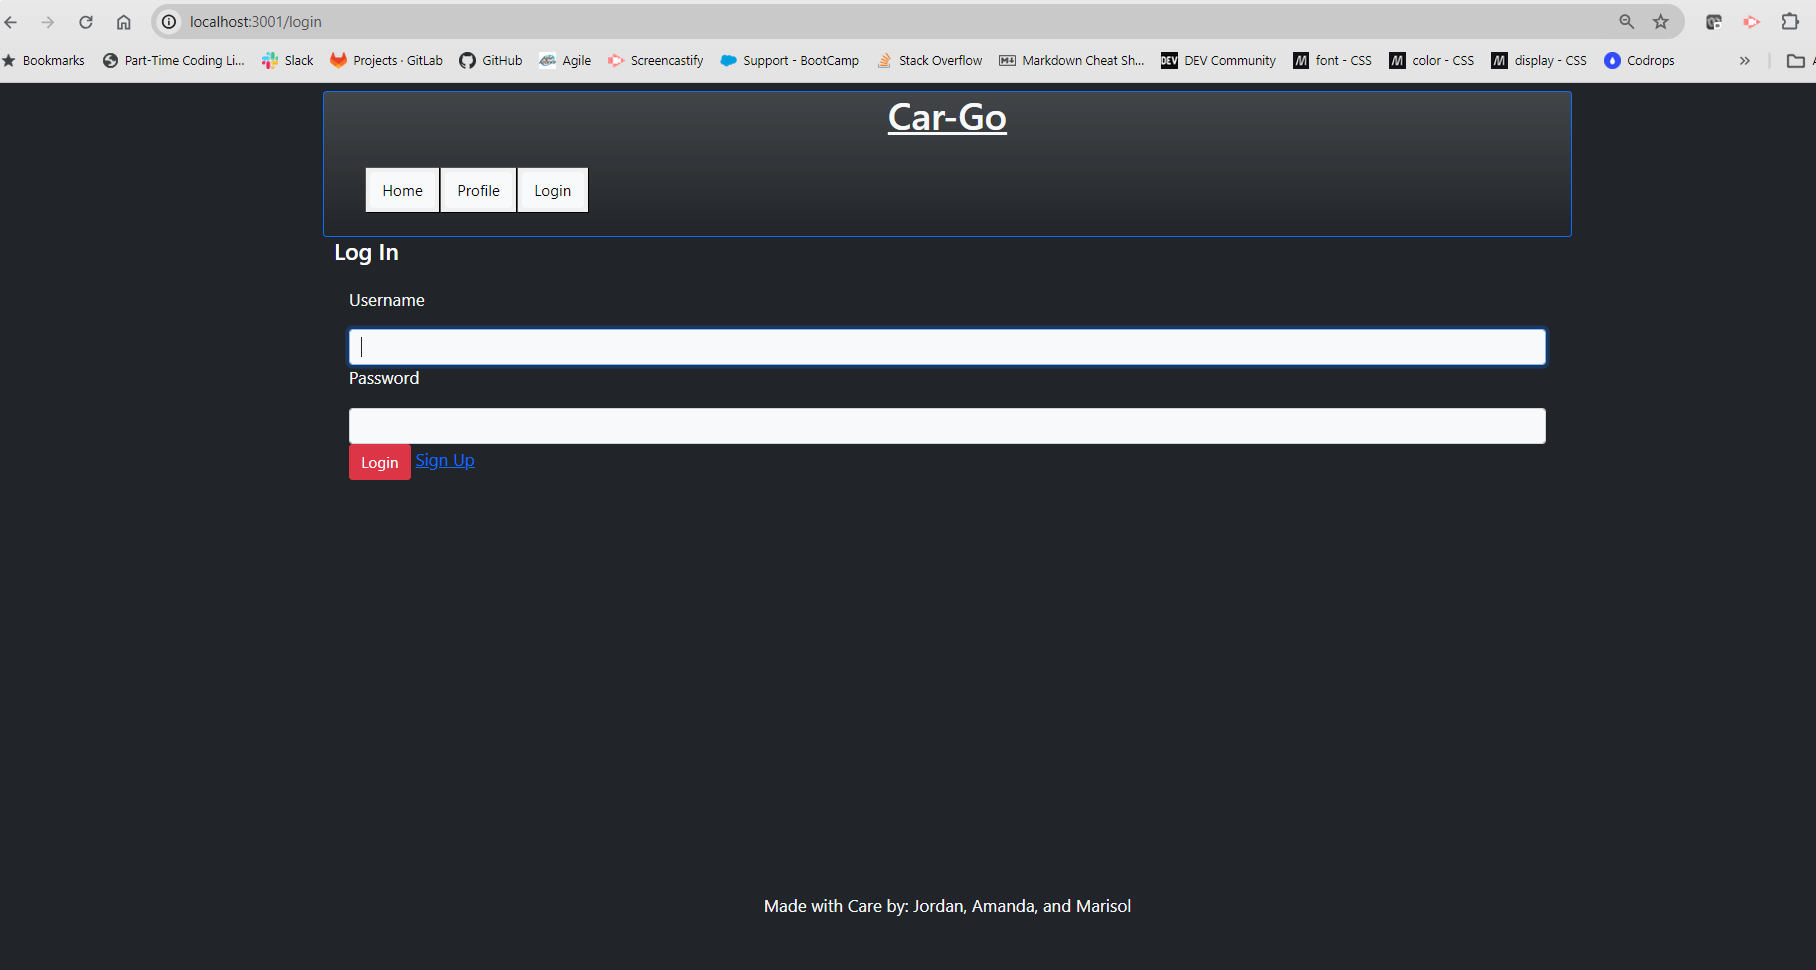 localhost:3001/login
Bookmarks Part-Time Coding Li... Slack Projects · GitLab GitHub Agile Screencastify Support - BootCamp Stack Overflow Markdown Cheat Sh... DEV DEV Community M font - CSS M color - CSS M display - CSS Codrops » A
Car-Go
Home Profile Login
Log In
Username
Password
Login Sign Up
Made with Care by: Jordan, Amanda, and Marisol